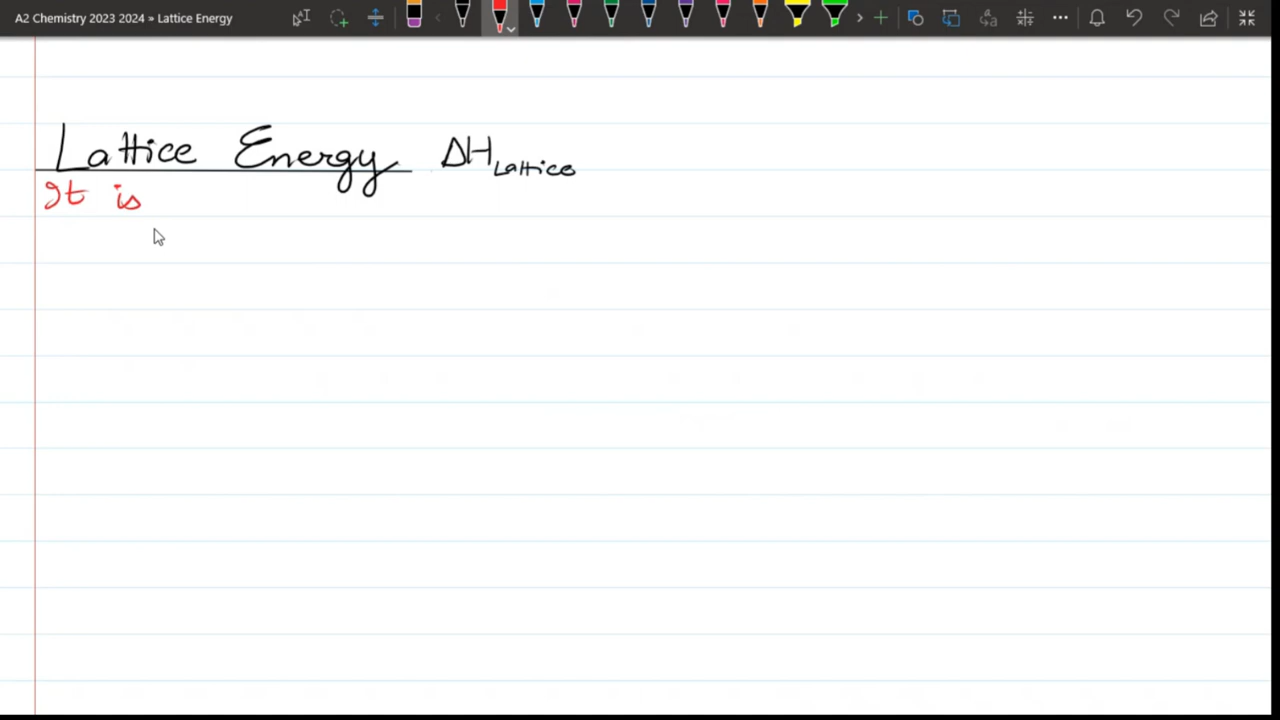 A2 Chemistry 2023 2024 » Lattice Energy
Lattice Energy ΔH Lattice
It is